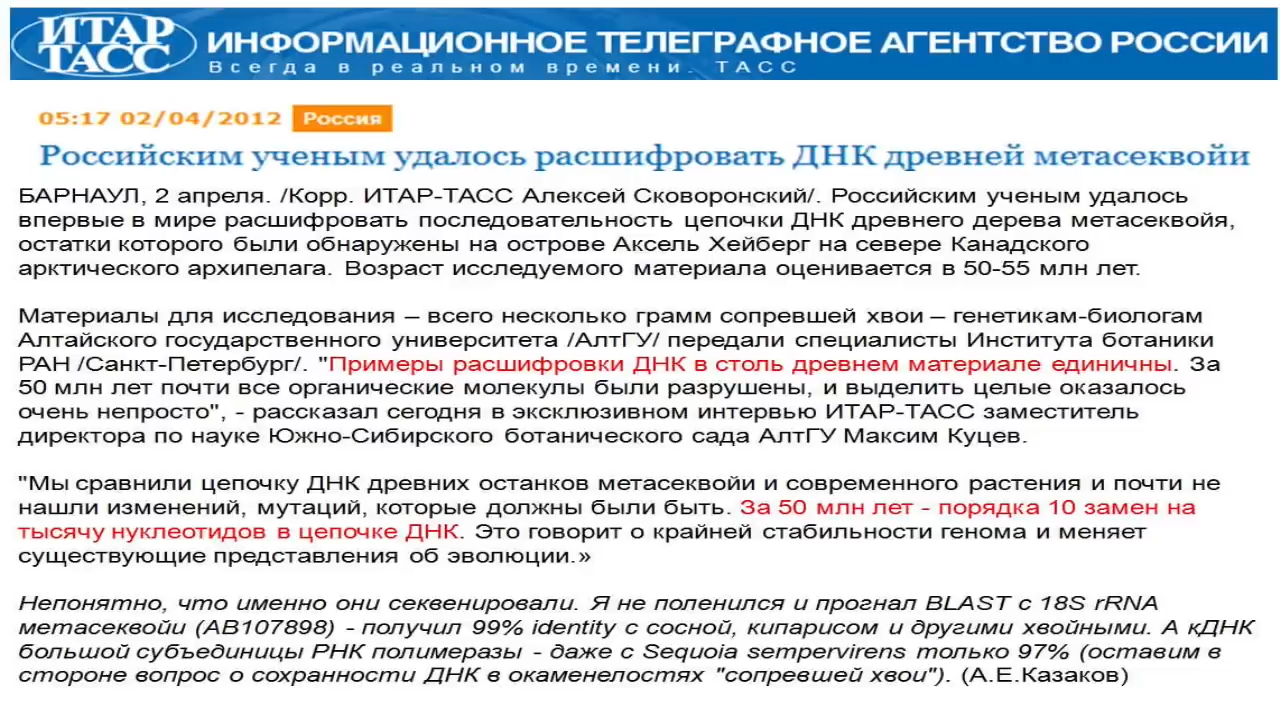 ИТАР
ТАСС
ИНФОРМАЦИОННОЕ ТЕЛЕГРАФНОЕ АГЕНТСТВО РОССИИ
Всегда в реальном времени. ТАСС
05:17 02/04/2012 Россия
Российским ученым удалось расшифровать ДНК древней метасеквойи
БАРНАУЛ, 2 апреля. /Корр. ИТАР-ТАСС Алексей Сковоронский/. Российским ученым удалось
впервые в мире расшифровать последовательность цепочки ДНК древнего дерева метасеквойя,
остатки которого были обнаружены на острове Аксель Хейберг на севере Канадского
арктического архипелага. Возраст исследуемого материала оценивается в 50-55 млн лет.
Материалы для исследования – всего несколько грамм сопревшей хвои – генетикам-биологам
Алтайского государственного университета /АлтГУ/ передали специалисты Института ботаники
РАН /Санкт-Петербург/. "Примеры расшифровки ДНК в столь древнем материале единичны. За
50 млн лет почти все органические молекулы были разрушены, и выделить целые оказалось
очень непросто", - рассказал сегодня в эксклюзивном интервью ИТАР-ТАСС заместитель
директора по науке Южно-Сибирского ботанического сада АлтГУ Максим Куцев.
"Мы сравнили цепочку ДНК древних останков метасеквойи и современного растения и почти не
нашли изменений, мутаций, которые должны были быть. За 50 млн лет - порядка 10 замен на
тысячу нуклеотидов в цепочке ДНК. Это говорит о крайней стабильности генома и меняет
существующие представления об эволюции.»
Непонятно, что именно они секвенировали. Я не поленился и прогнал BLAST с 18S rRNA
метасеквойи (AB107898) - получил 99% identity с сосной, кипарисом и другими хвойными. А кДНК
большой субъединицы РНК полимеразы - даже с Sequoia sempervirens только 97% (оставим в
стороне вопрос о сохранности ДНК в окаменелостях "сопревшей хвои"). (А.Е.Казаков)